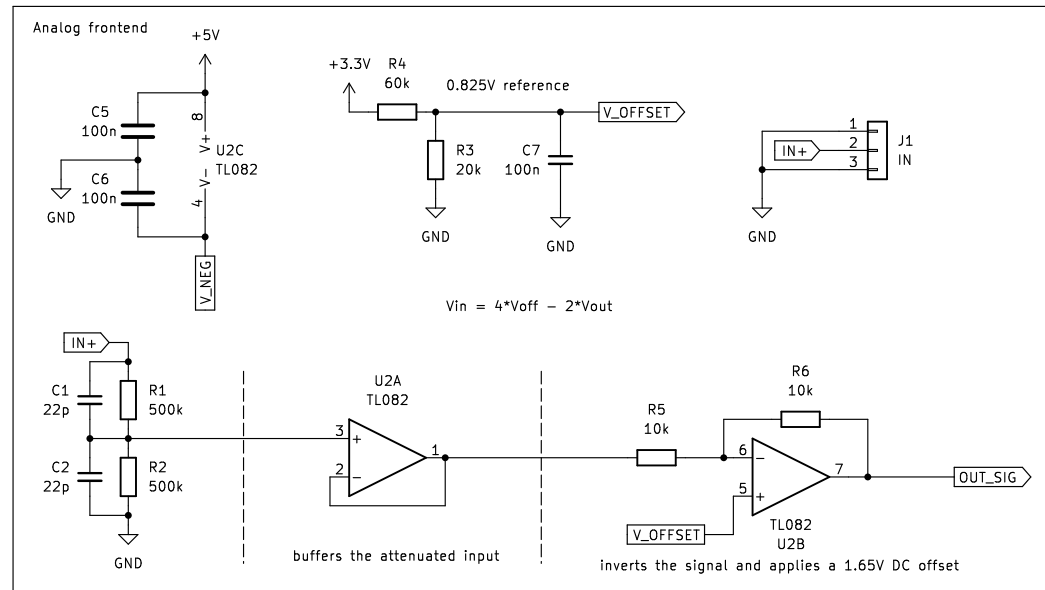 Analog frontend
+5V
C5
100n
8
V+
U2C
TL082
V-
4
C6
100n
GND
V_NEG
+3.3V
R4
60k
0.825V reference
V_OFFSET
R3
20k
C7
100n
GND
GND
1
2
3
IN+
J1
IN
GND
Vin = 4*Voff - 2*Vout
IN+
C1
22p
R1
500k
C2
22p
R2
500k
GND
U2A
TL082
3
+
2
-
1
buffers the attenuated input
R5
10k
R6
10k
6
-
5
+
7
V_OFFSET
TL082
U2B
OUT_SIG
inverts the signal and applies a 1.65V DC offset